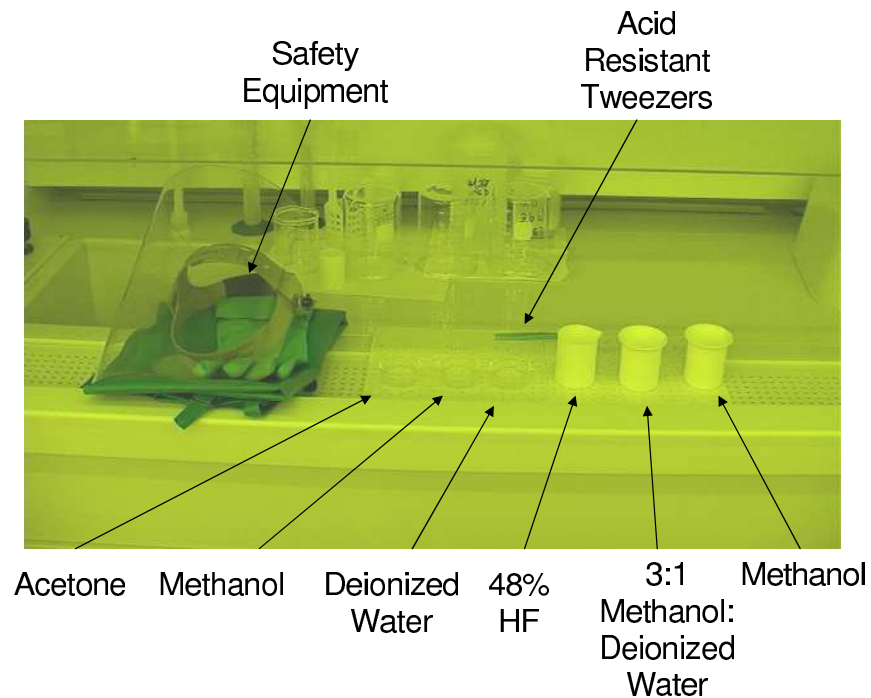 Safety
Equipment
Acid
Resistant
Tweezers
Acetone
Methanol
Deionized
Water
48%
HF
3:1
Methanol:
Deionized
Water
Methanol